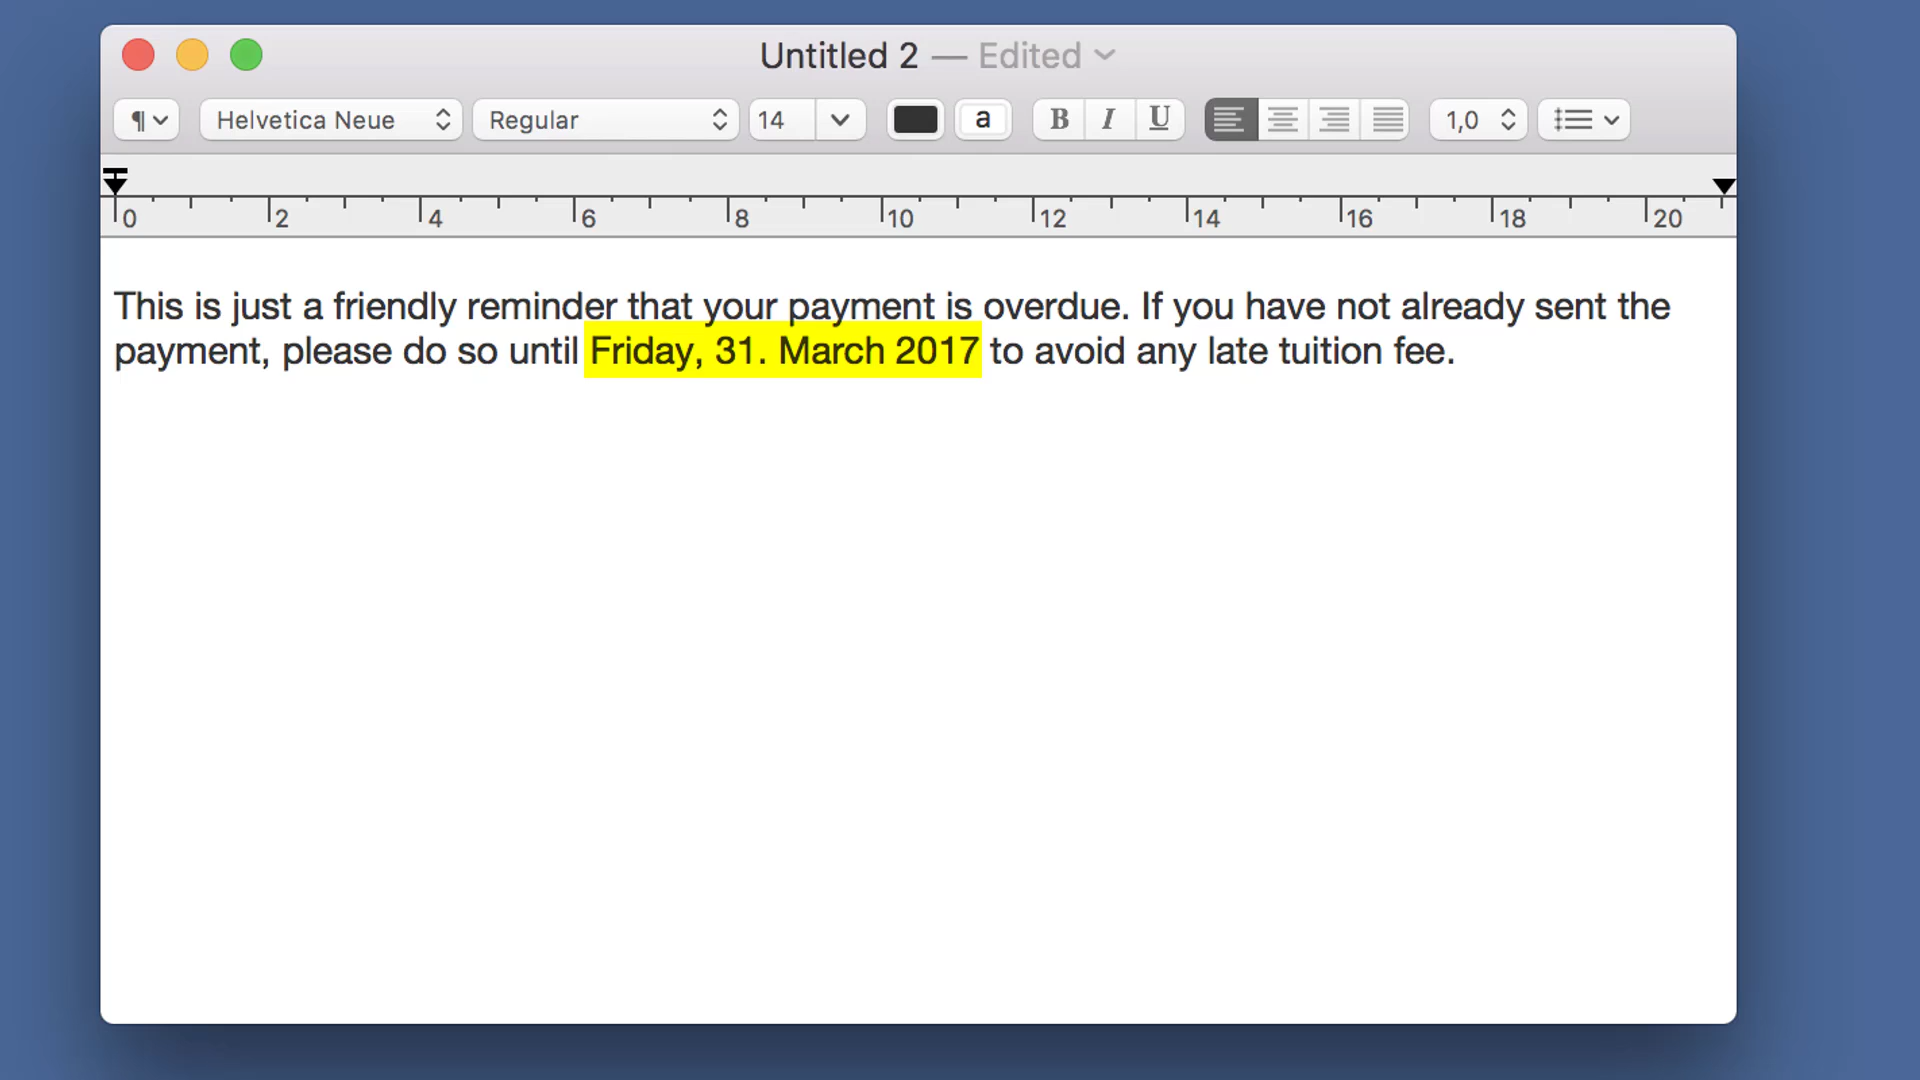 Untitled 2 — Edited
¶ Helvetica Neue Regular 14 a B I U 1,0
0 2 4 6 8 10 12 14 16 18 20
This is just a friendly reminder that your payment is overdue. If you have not already sent the
payment, please do so until Friday, 31. March 2017 to avoid any late tuition fee.